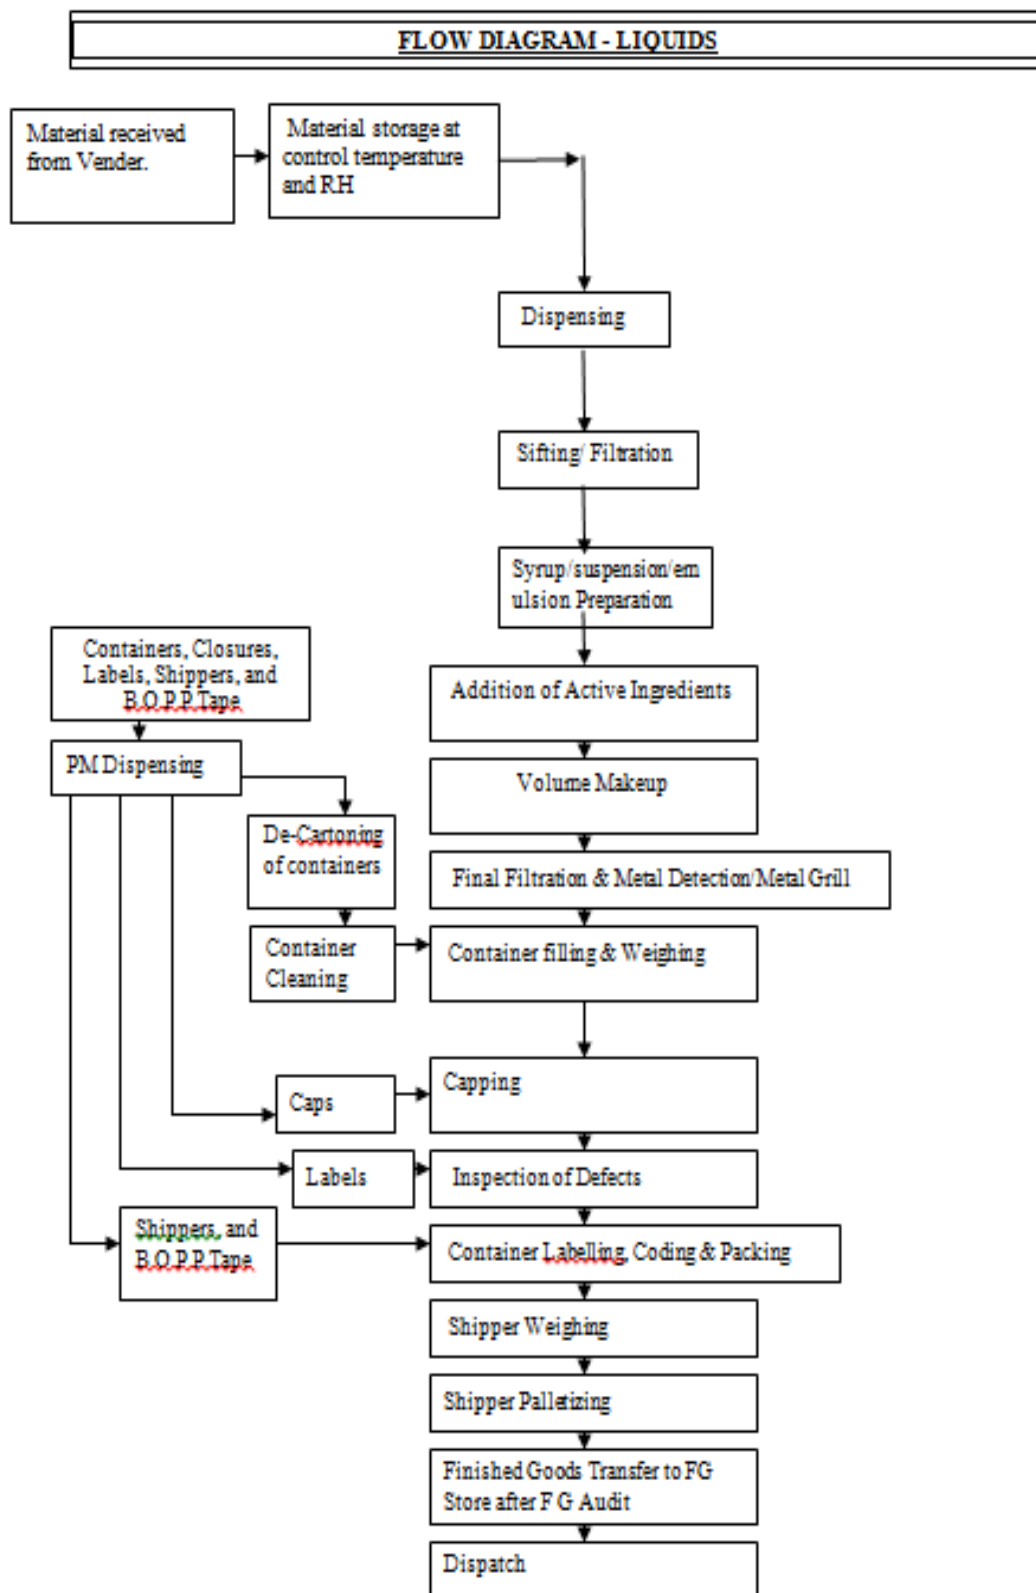 FLOW DIAGRAM - LIQUIDS
Material received
from Vender.
Material storage at
control temperature
and RH
Dispensing
Sifting/ Filtration
Syrup/suspension/em
ulsion Preparation
Containers, Closures,
Labels, Shippers, and
B.O.P.P.Tape
Addition of Active Ingredients
PM Dispensing
Volume Makeup
De-Cartoning
of containers
Final Filtration & Metal Detection/Metal Grill
Container
Cleaning
Container filling & Weighing
Caps
Capping
Labels
Inspection of Defects
Shippers, and
B.O.P.P.Tape
Container Labelling, Coding & Packing
Shipper Weighing
Shipper Palletizing
Finished Goods Transfer to FG
Store after F G Audit
Dispatch